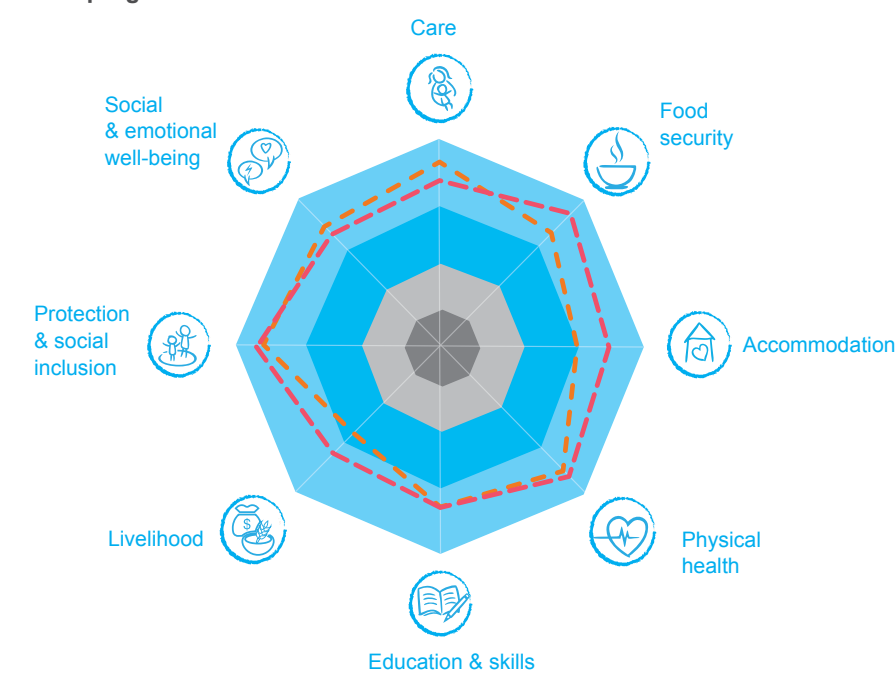 Care
Social
& emotional
well-being
Food
security
Protection
& social
inclusion
Accommodation
$
Livelihood
Physical
health
Education & skills